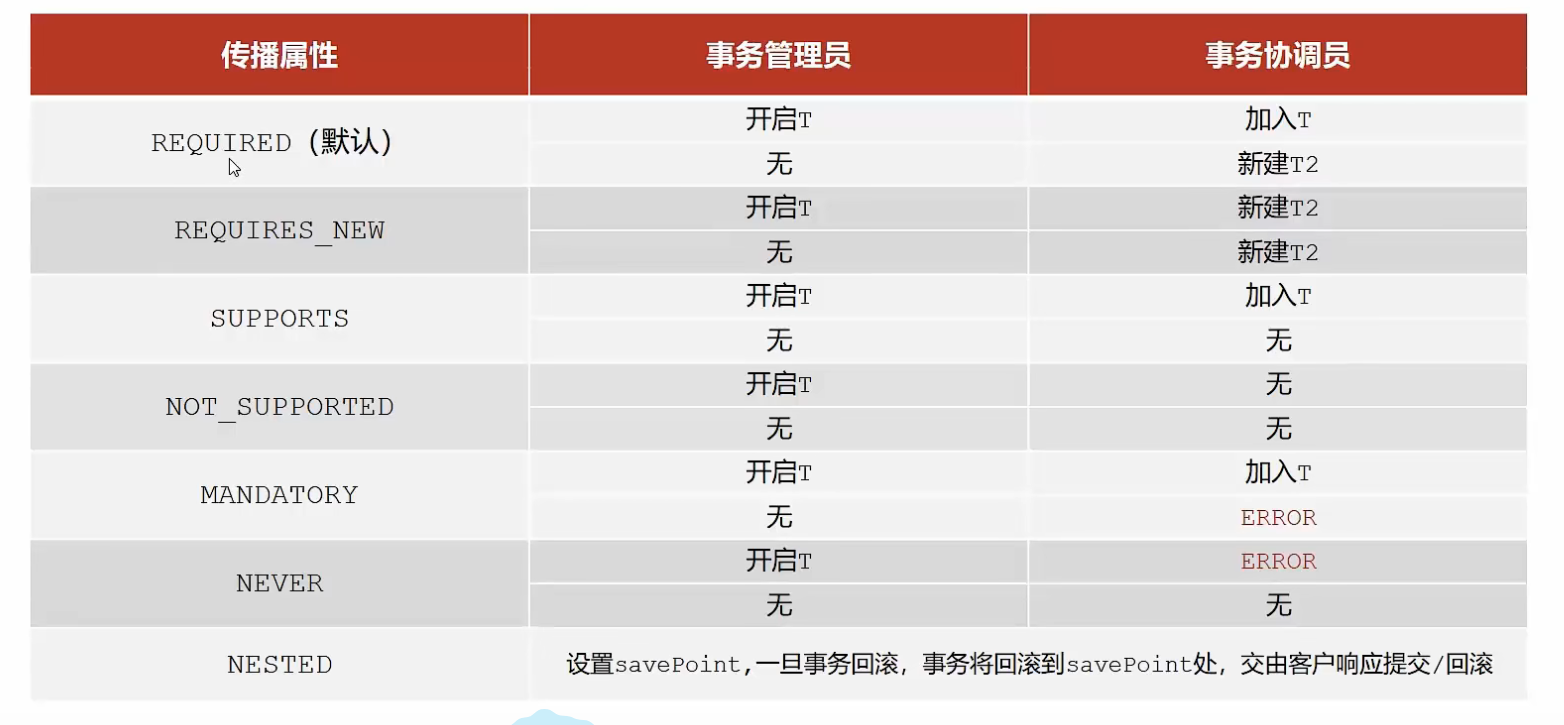 传播属性 事务管理员 事务协调员
REQUIRED（默认） 开启T 加入T
无 新建T2
REQUIRES_NEW 开启T 新建T2
无 新建T2
SUPPORTS 开启T 加入T
无 无
NOT_SUPPORTED 开启T 无
无 无
MANDATORY 开启T 加入T
无 ERROR
NEVER 开启T ERROR
无 无
NESTED 设置savePoint,一旦事务回滚，事务将回滚到savePoint处，交由客户响应提交/回滚